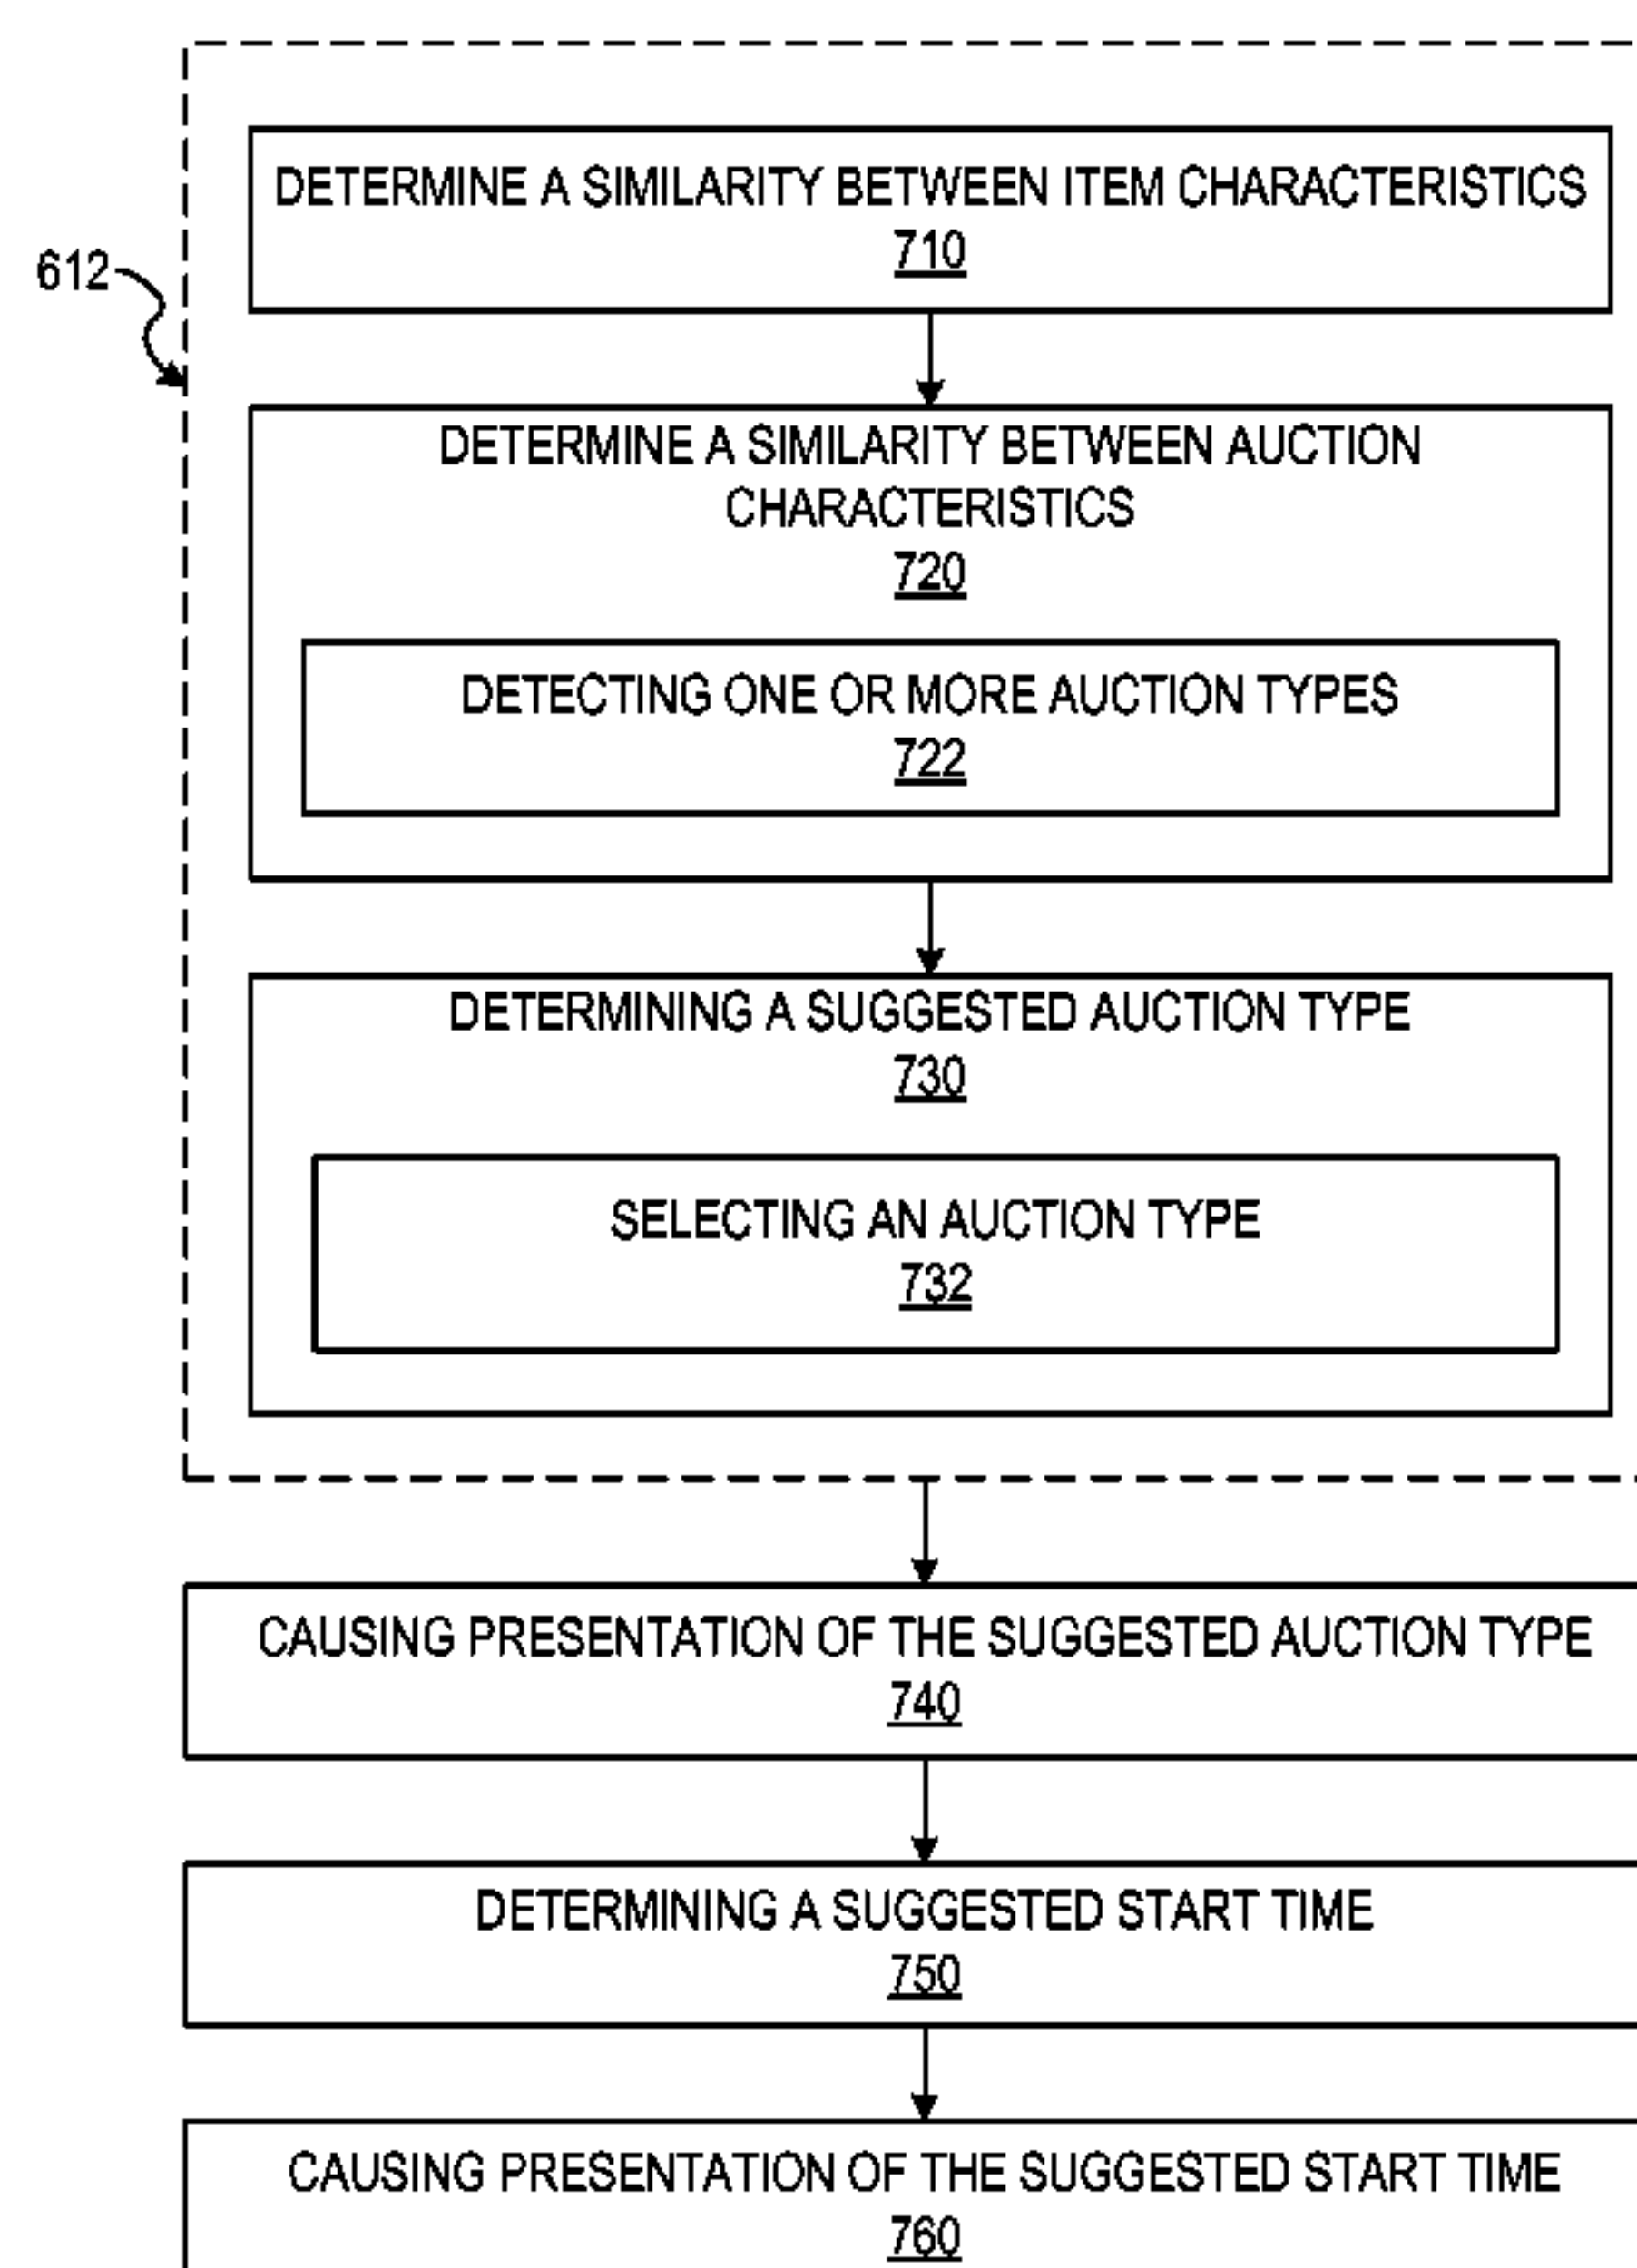 DETERMINE A SIMILARITY BETWEEN ITEM CHARACTERISTICS
710
612
DETERMINE A SIMILARITY BETWEEN AUCTION
CHARACTERISTICS
720
DETECTING ONE OR MORE AUCTION TYPES
722
DETERMINING A SUGGESTED AUCTION TYPE
730
SELECTING AN AUCTION TYPE
732
CAUSING PRESENTATION OF THE SUGGESTED AUCTION TYPE
740
DETERMINING A SUGGESTED START TIME
750
CAUSING PRESENTATION OF THE SUGGESTED START TIME
760